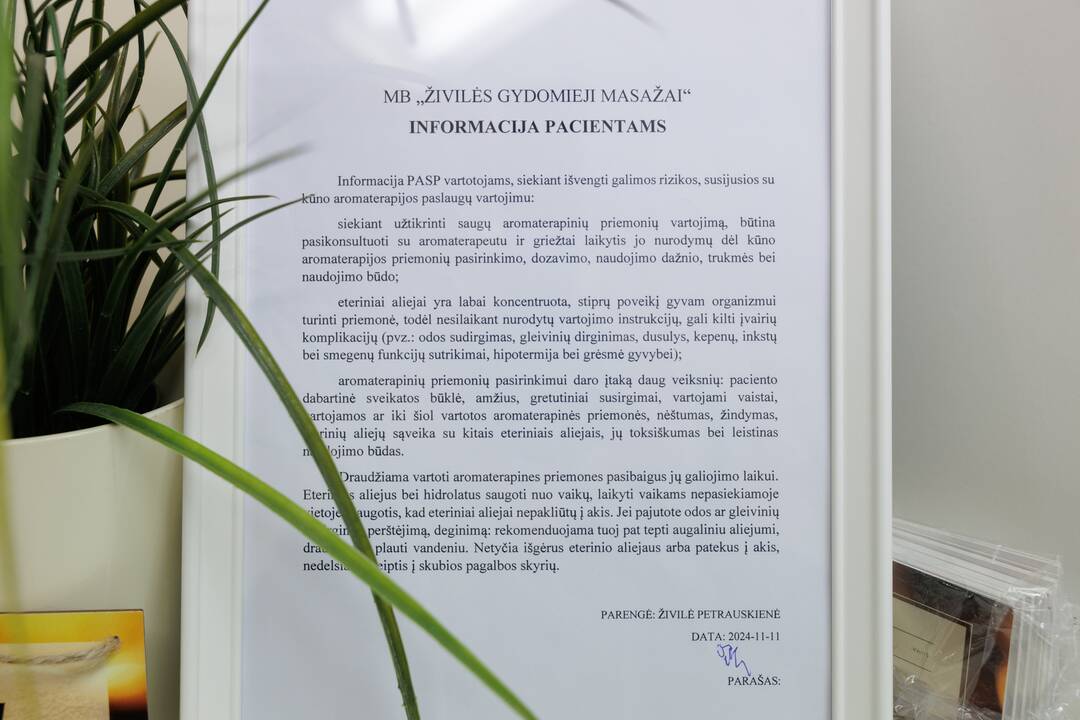 MB „ŽIVILĖS GYDOMIEJI MASAŽAI“
INFORMACIJA PACIENTAMS
Informacija PASP vartotojams, siekiant išvengti galimos rizikos, susijusios su
kūno aromaterapijos paslaugų vartojimu:
siekiant užtikrinti saugų aromaterapinių priemonių vartojimą, būtina
pasikonsultuoti su aromaterapeutu ir griežtai laikytis jo nurodymų dėl kūno
aromaterapijos priemonių pasirinkimo, dozavimo, naudojimo dažnio, trukmės bei
naudojimo būdo;
eteriniai aliejai yra labai koncentruota, stiprų poveikį gyvam organizmui
turinti priemonė, todėl nesilaikant nurodytų vartojimo instrukcijų, gali kilti įvairių
komplikacijų (pvz.: odos sudirgimas, gleivinių dirginimas, dusulys, kepenų, inkstų
bei smegenų funkcijų sutrikimai, hipotermija bei grėsmė gyvybei);
aromaterapinių priemonių pasirinkimui daro įtaką daug veiksnių: paciento
dabartinė sveikatos būklė, amžius, gretutiniai susirgimai, vartojami vaistai,
vartojamos ar iki šiol vartotos aromaterapinės priemonės, nėštumas, žindymas,
aliejų sąveika su kitais eteriniais aliejais, jų toksiškumas bei leistinas
būdas.
Draudžiama vartoti aromaterapines priemones pasibaigus jų galiojimo laikui.
aliejus bei hidrolatus saugoti nuo vaikų, laikyti vaikams nepasiekiamoje
saugotis, kad eteriniai aliejai nepakliūtų į akis. Jei pajutote odos ar gleivinių
perštėjimą, deginimą: rekomenduojama tuoj pat tepti augaliniu aliejumi,
plauti vandeniu. Netyčia išgėrus eterinio aliejaus arba patekus į akis,
į skubios pagalbos skyrių.
PARENGĖ: ŽIVILĖ PETRAUSKIENĖ
DATA: 2024-11-11
PARAŠAS: